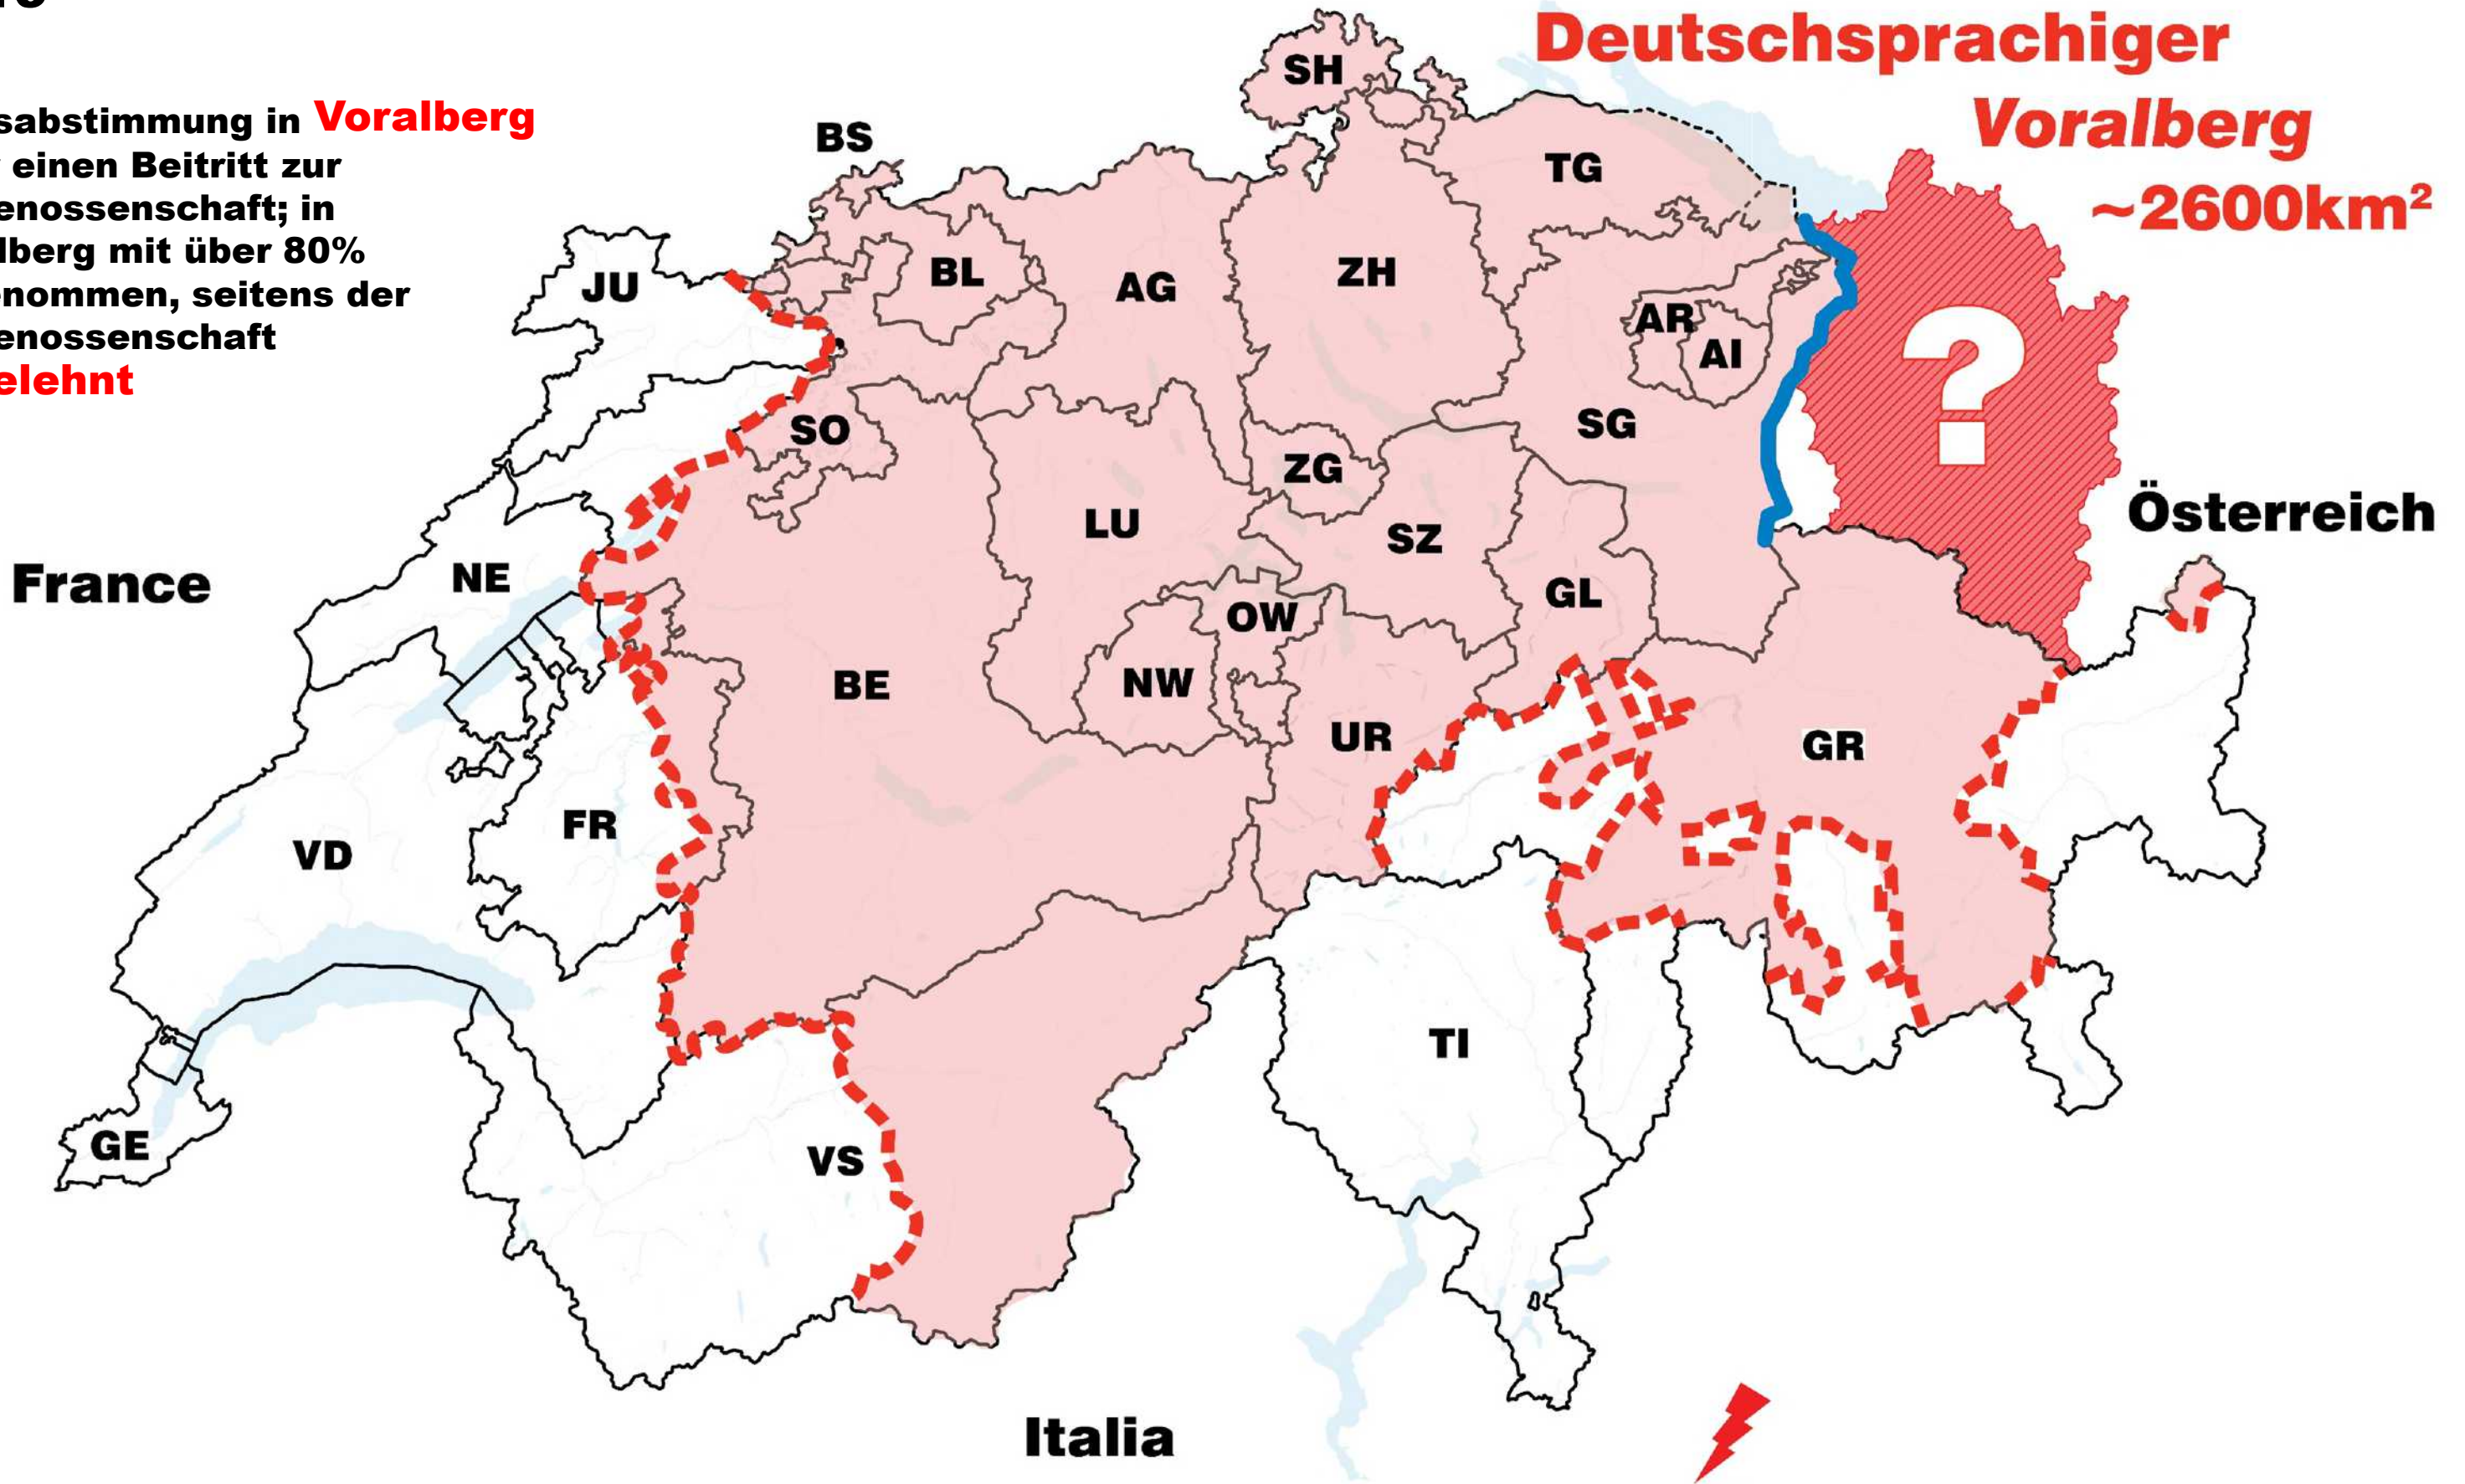 sabstimmung in Voralberg
einen Beitritt zur
enossenschaft; in
lberg mit über 80%
nommen, seitens der
enossenschaft
elehnt
Deutschsprachiger
Voralberg
~2600km²
?
Österreich
France
Italia
SH
BS
TG
JU
BL
AG
ZH
AR
AI
SO
SG
ZG
LU
SZ
NE
GL
OW
BE
NW
UR
GR
FR
VD
TI
GE
VS